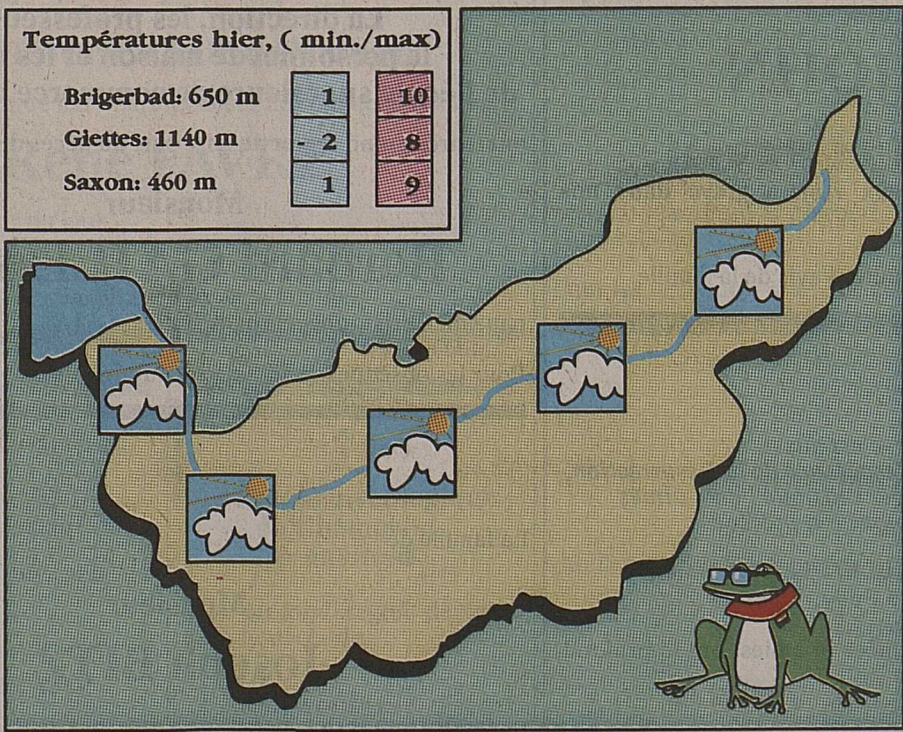 Températures hier, ( min./max)
Brigerbad: 650 m 1 10
Giettes: 1140 m - 2 8
Saxon: 460 m 1 9